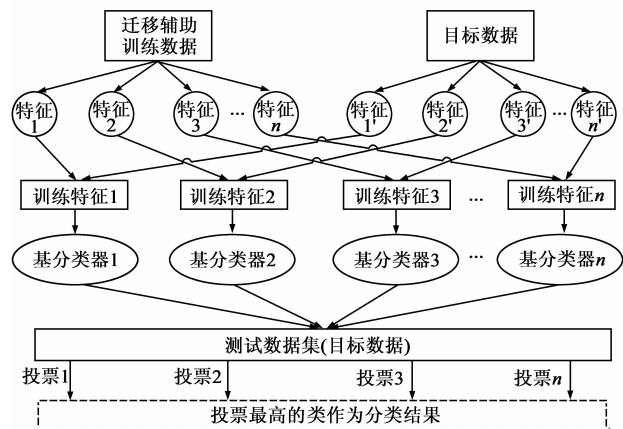 迁移辅助
训练数据
目标数据
特征
1
特征
2
特征
3
...
特征
n
特征
1'
特征
2'
特征
3'
...
特征
n'
训练特征1
训练特征2
训练特征3
...
训练特征n
基分类器1
基分类器2
基分类器3
...
基分类器n
测试数据集(目标数据)
投票1
投票2
投票3
投票n
投票最高的类作为分类结果